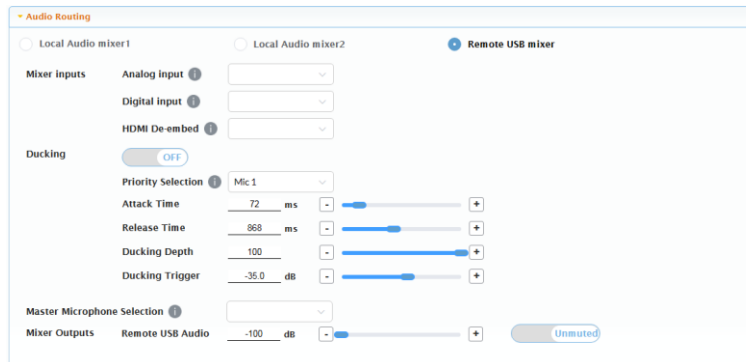 Audio Routing
Local Audio mixer1 Local Audio mixer2 Remote USB mixer
Mixer inputs Analog input i
Digital input i
HDMI De-embed i
Ducking OFF
Priority Selection i Mic 1
Attack Time 72 ms - +
Release Time 868 ms - +
Ducking Depth 100 - +
Ducking Trigger -35.0 dB - +
Master Microphone Selection i
Mixer Outputs Remote USB Audio -100 dB - + Unmuted